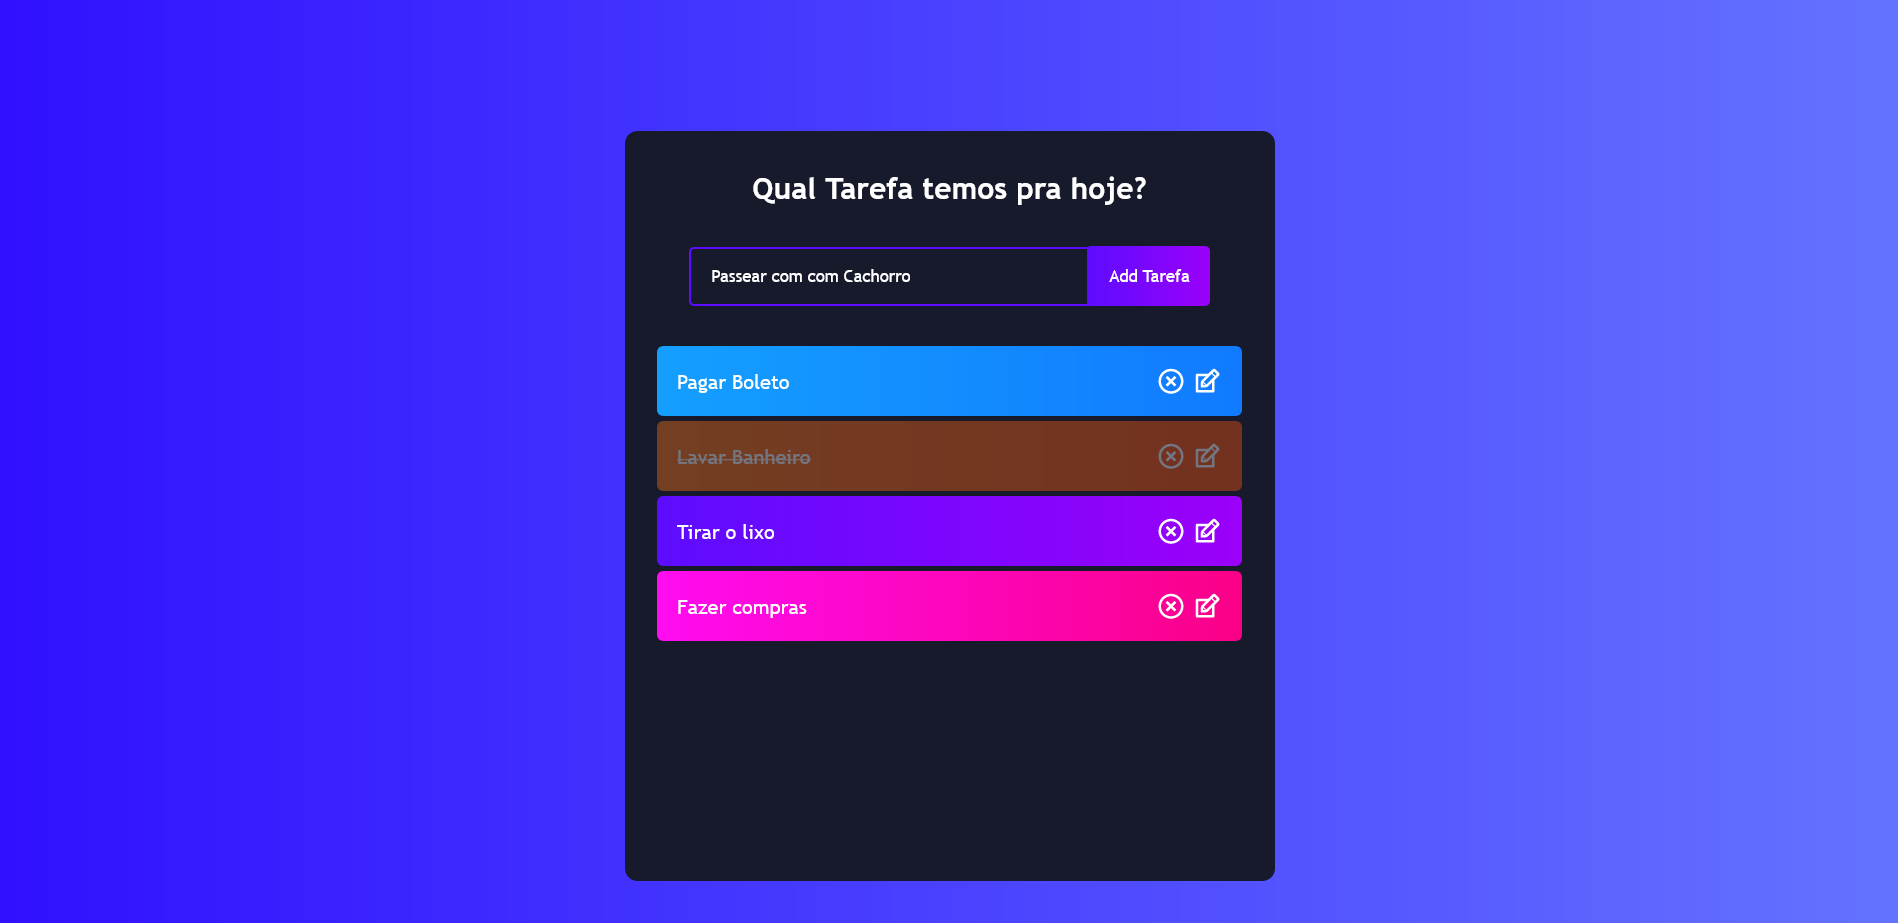 Qual Tarefa temos pra hoje?
Passear com com Cachorro
Add Tarefa
Pagar Boleto
Lavar Banheiro
Tirar o lixo
Fazer compras